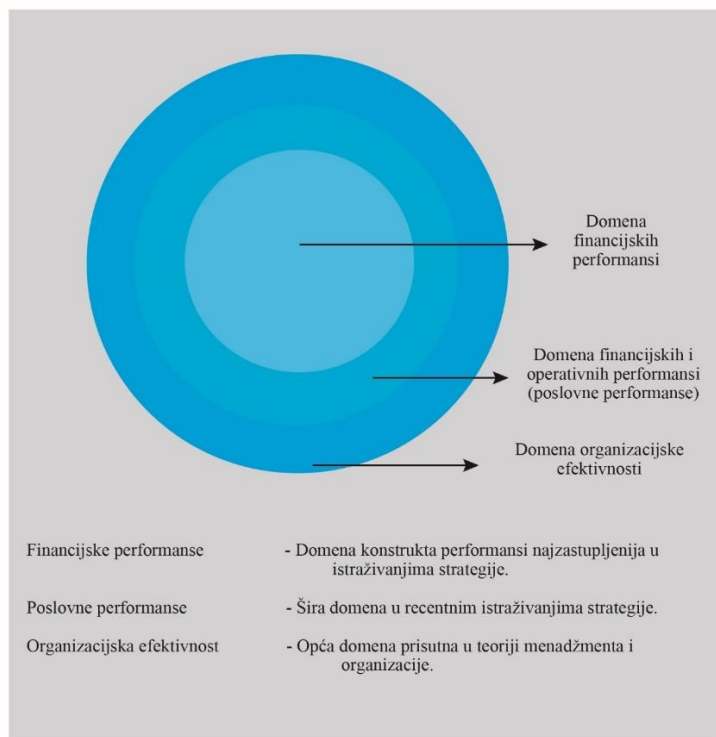 Domena
financijskih
performansi
Domena financijskih i
operativnih performansi
(poslovne performanse)
Domena organizacijske
efektivnosti
Financijske performanse - Domena konstrukta performansi najzastupljenija u
istraživanjima strategije.
Poslovne performanse - Šira domena u recentnim istraživanjima strategije.
Organizacijska efektivnost - Opća domena prisutna u teoriji menadžmenta i
organizacije.